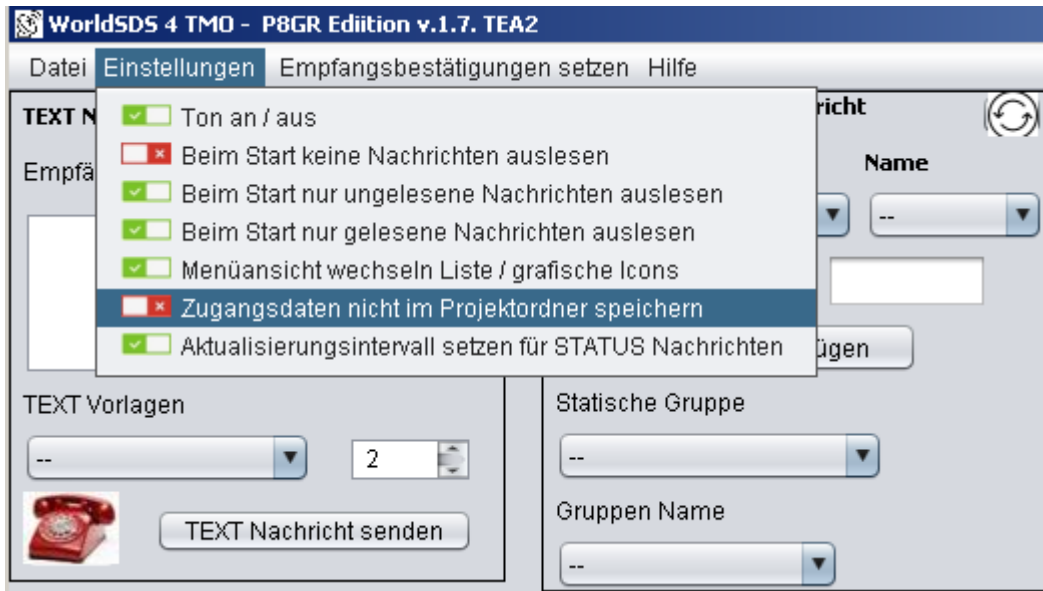 WorldSDS 4 TMO - P8GR Ediition v.1.7. TEA2
Datei Einstellungen Empfangsbestätigungen setzen Hilfe
TEXT N
richt
Ton an / aus
Empfä
Beim Start keine Nachrichten auslesen
Name
Beim Start nur ungelesene Nachrichten auslesen
--
Beim Start nur gelesene Nachrichten auslesen
Menüansicht wechseln Liste / grafische Icons
Zugangsdaten nicht im Projektordner speichern
Aktualisierungsintervall setzen für STATUS Nachrichten
ügen
TEXT Vorlagen
Statische Gruppe
-- 2
--
Gruppen Name
TEXT Nachricht senden
--